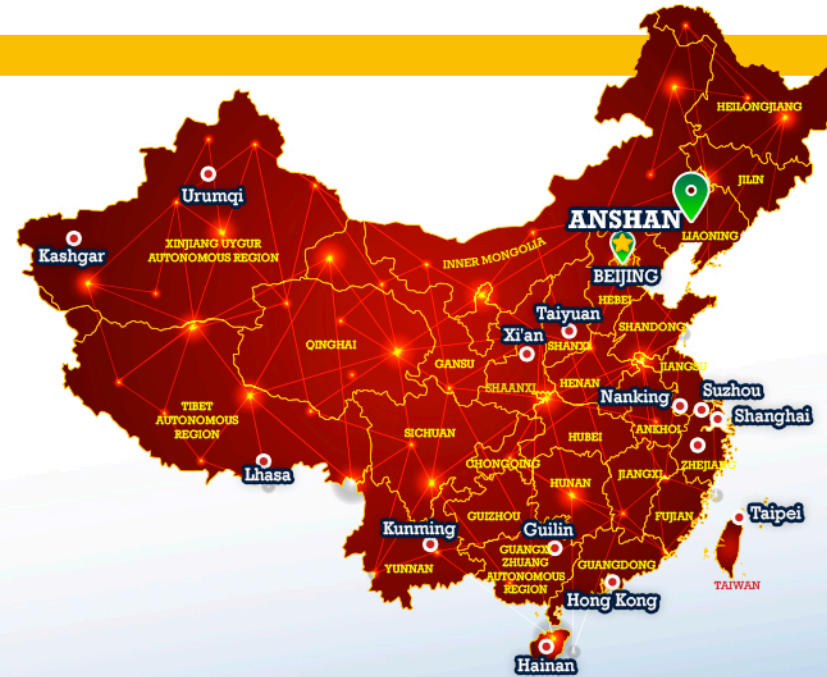 HEILONGJIANG
JILIN
Urumqi
ANSHAN
LIAONING
Kashgar
XINJIANG UYGUR
AUTONOMOUS REGION
INNER MONGOLIA
BEIJING
HEBEI
Taiyuan
SHANDONG
Xi'an
QINGHAI
SHANXI
GANSU
JIANGSU
SHAANXI
HENAN
Nanking
Suzhou
Shanghai
TIBET
AUTONOMOUS
REGION
SICHUAN
ANKHOI
HUBEI
CHONGQING
ZHEJIANG
Lhasa
JIANGXI
HUNAN
GUIZHOU
FUJIAN
Taipei
Kunming
Guilin
GUANGXI
ZHUANG
AUTONOMOUS
REGION
GUANGDONG
YUNNAN
TAIWAN
Hong Kong
Hainan